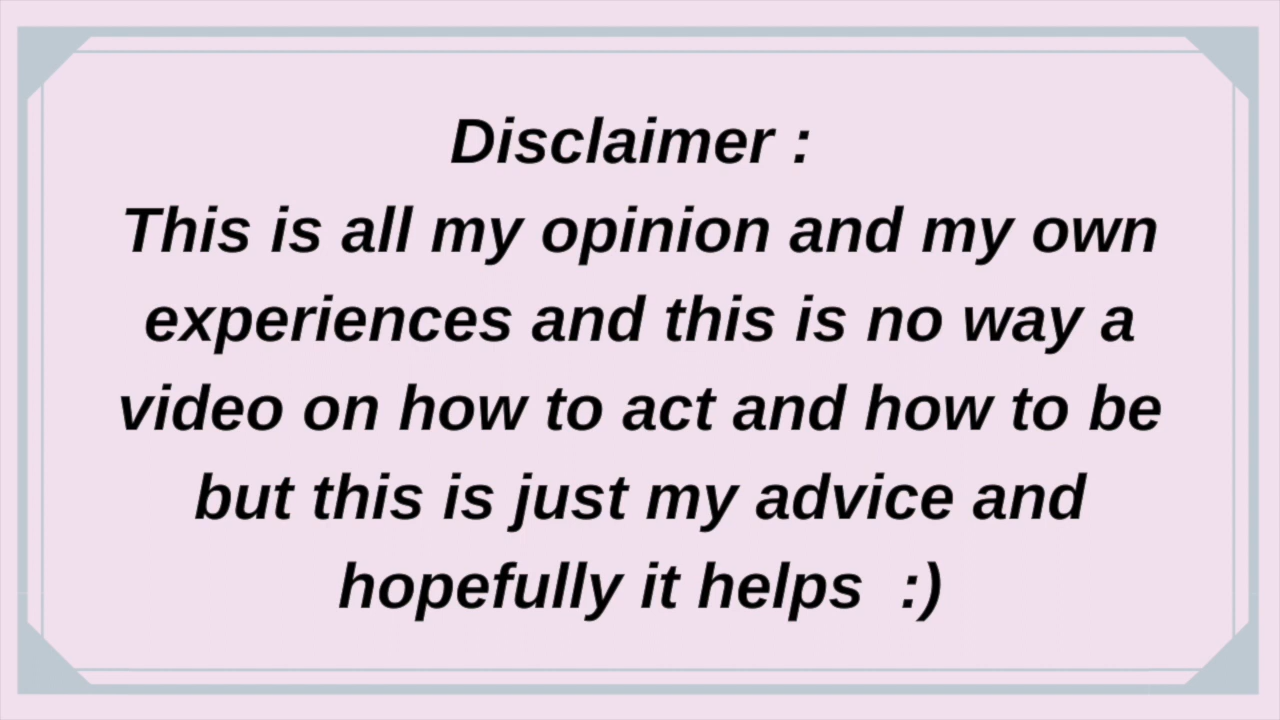 Disclaimer :
This is all my opinion and my own
experiences and this is no way a
video on how to act and how to be
but this is just my advice and
hopefully it helps  :)